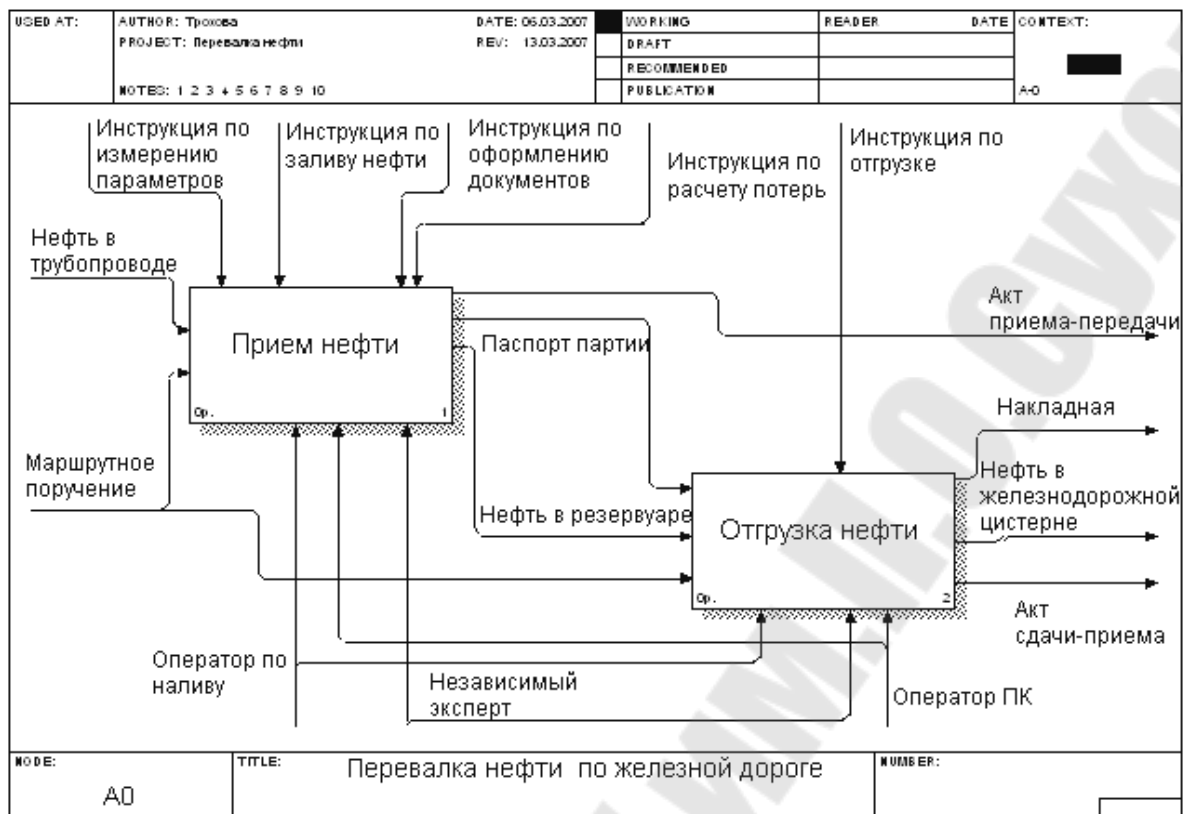 USED AT:
AUTHOR: Трохова
DATE: 06.03.2007
WORKING
READER
DATE
CONTEXT:
PROJECT: Перевалка нефти
REV: 13.03.2007
DRAFT
RECOMMENDED
NOTES: 1 2 3 4 5 6 7 8 9 10
PUBLICATION
A-0
Инструкция по
измерению
параметров
Инструкция по
заливу нефти
Инструкция по
оформлению
документов
Инструкция по
расчету потерь
Инструкция по
отгрузке
Нефть в
трубопроводе
Прием нефти
0р.
1
Паспорт партии
Акт
приема-передачи
Накладная
Маршрутное
поручение
Нефть в резервуаре
Отгрузка нефти
0р.
2
Нефть в
железнодорожной
цистерне
Акт
сдачи-приема
Оператор по
наливу
Независимый
эксперт
Оператор ПК
NODE:
A0
TITLE:
Перевалка нефти по железной дороге
NUMBER: